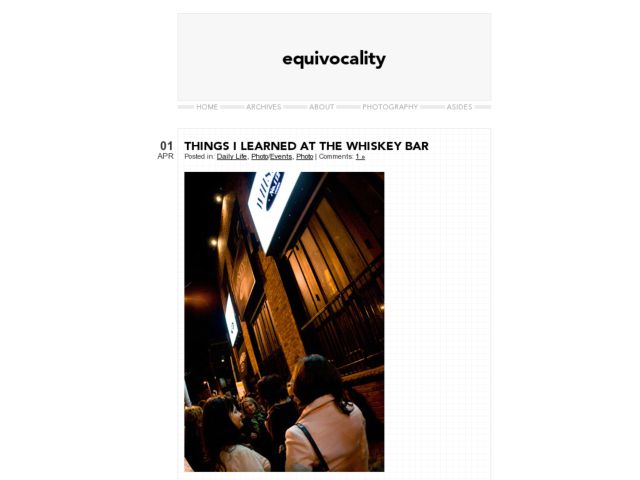 equivocality
HOME ARCHIVES ABOUT PHOTOGRAPHY ASIDES
01
APR
THINGS I LEARNED AT THE WHISKEY BAR
Posted in: Daily Life, Photo/Events, Photo | Comments: 1 »